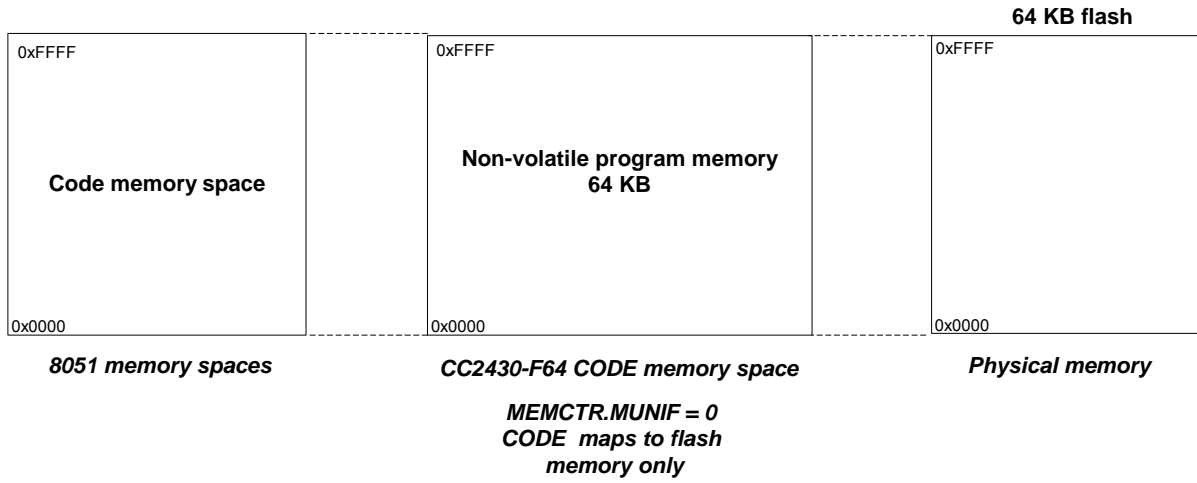 64 KB flash
0xFFFF
0xFFFF
0xFFFF
Code memory space
Non-volatile program memory
64 KB
0x0000
0x0000
0x0000
8051 memory spaces
CC2430-F64 CODE memory space
Physical memory
MEMCTR.MUNIF = 0
CODE maps to flash
memory only